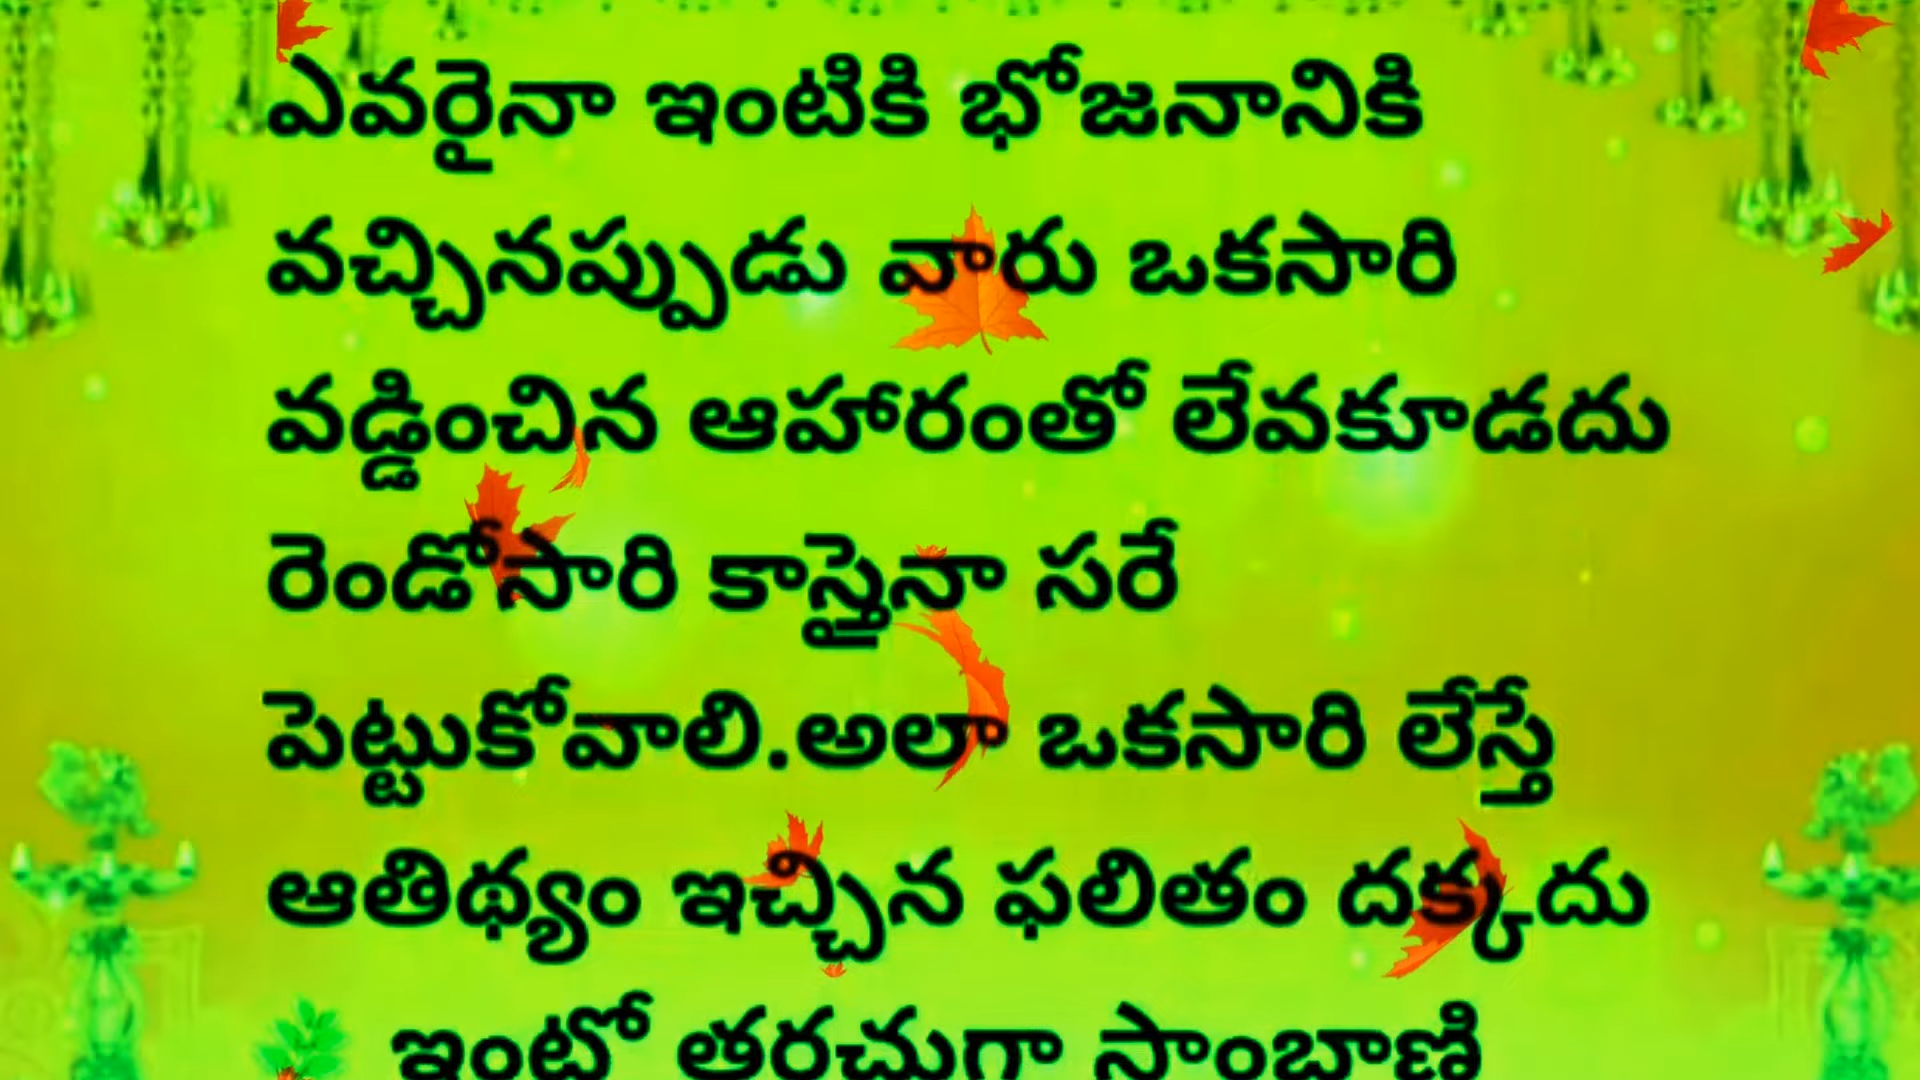 ఎవరైనా ఇంటికి భోజనానికి
వచ్చినప్పుడు వారు ఒకసారి
వడ్డించిన ఆహారంతో లేవకూడదు
రెండోసారి కాస్తైనా సరే
పెట్టుకోవాలి.అలా ఒకసారి లేస్తే
ఆతిథ్యం ఇచ్చిన ఫలితం దక్కదు
ఇంట్లో తరచుగా సాంబ్రాణి